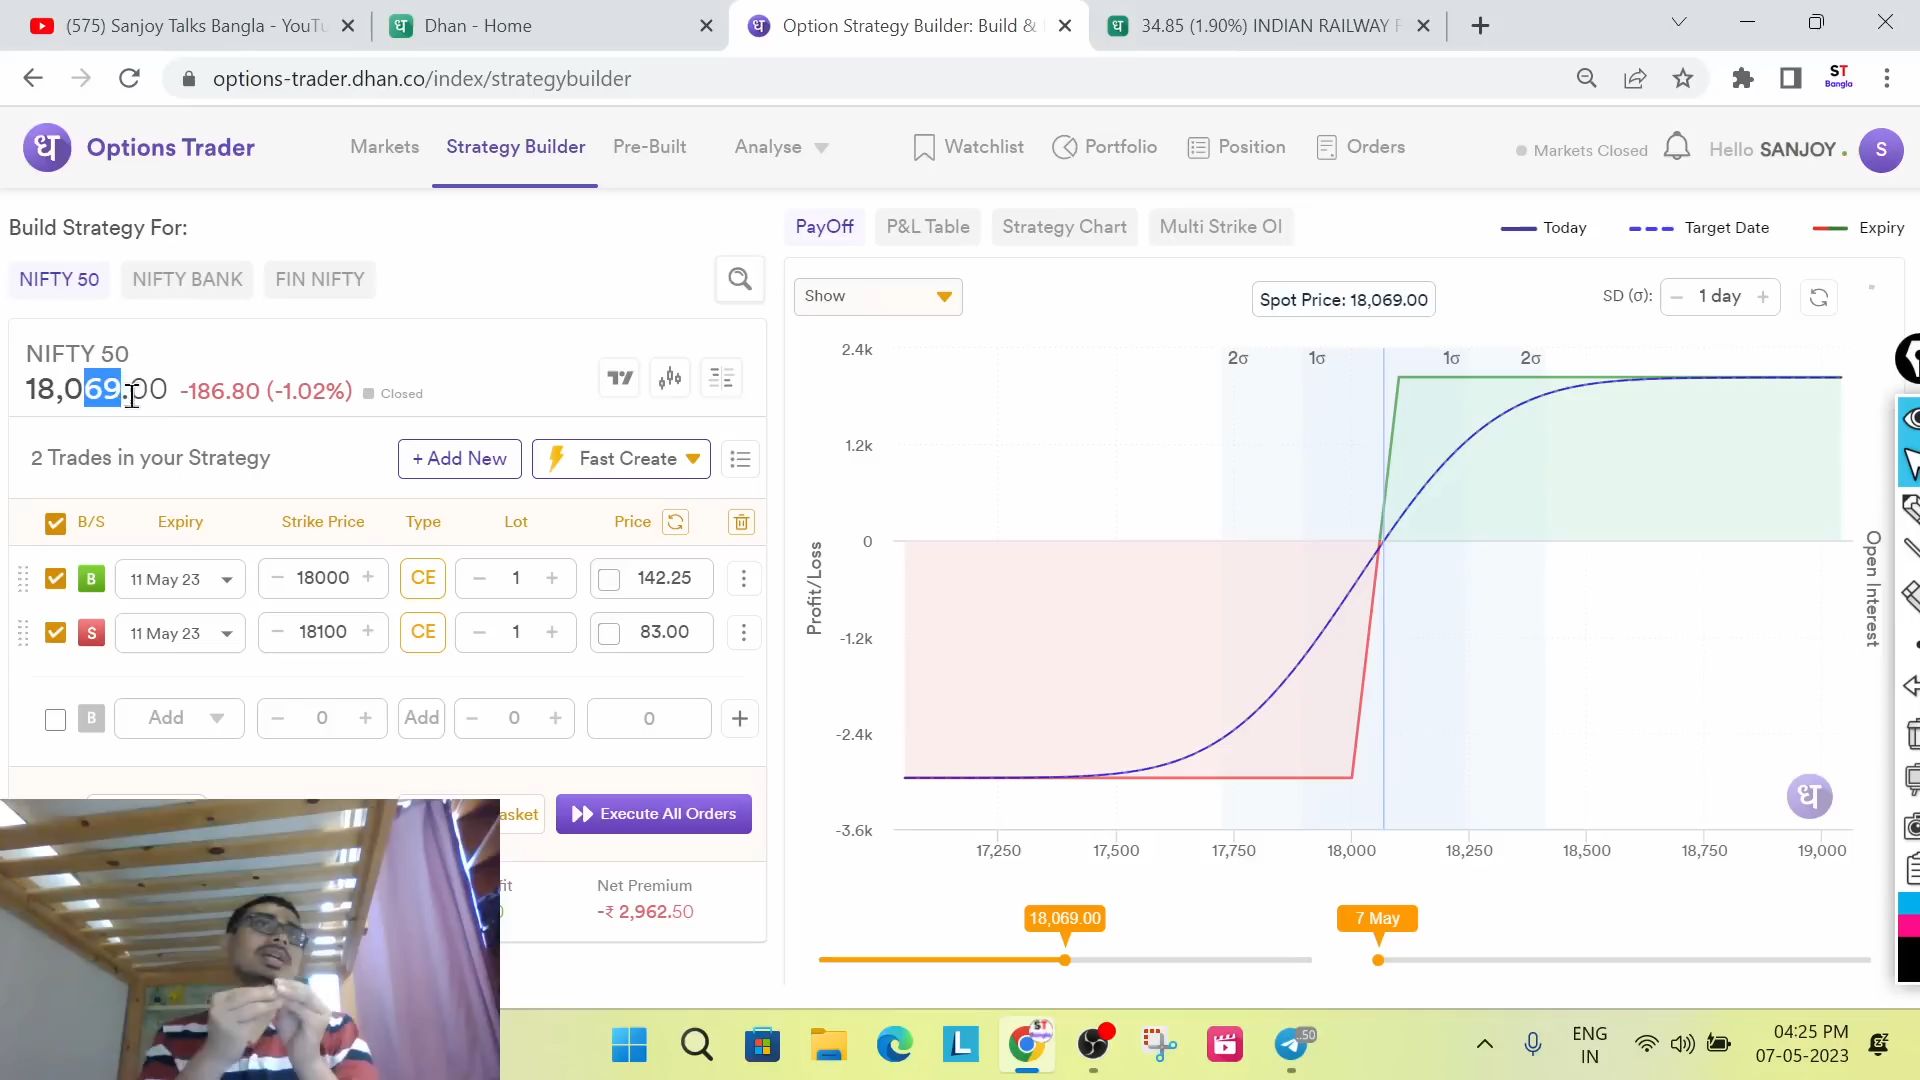 (575) Sanjoy Talks Bangla - YouTu
Dhan - Home
Option Strategy Builder: Build &
34.85 (1.90%) INDIAN RAILWAY F
options-trader.dhan.co/index/strategybuilder
ST
Bangla
ध
Options Trader
Markets
Strategy Builder
Pre-Built
Analyse
Watchlist
Portfolio
Position
Orders
Markets Closed
Hello SANJOY.
S
Build Strategy For:
NIFTY 50
NIFTY BANK
FIN NIFTY
NIFTY 50
18,069.00
-186.80 (-1.02%)
Closed
2 Trades in your Strategy
+ Add New
Fast Create
B/S Expiry Strike Price Type Lot Price
B 11 May 23 − 18000 + CE − 1 + 142.25
S 11 May 23 − 18100 + CE − 1 + 83.00
B Add − 0 + Add − 0 + 0 +
asket
Execute All Orders
it
Net Premium
-₹ 2,962.50
PayOff
P&L Table
Strategy Chart
Multi Strike OI
Today
Target Date
Expiry
Show
Spot Price: 18,069.00
SD (σ):
− 1 day +
2σ 1σ 1σ 2σ
2.4k
1.2k
0
-1.2k
-2.4k
-3.6k
Profit/Loss
Open Interest
17,250 17,500 17,750 18,000 18,250 18,500 18,750 19,000
ध
18,069.00
7 May
L
ST
50
ENG
IN
04:25 PM
07-05-2023